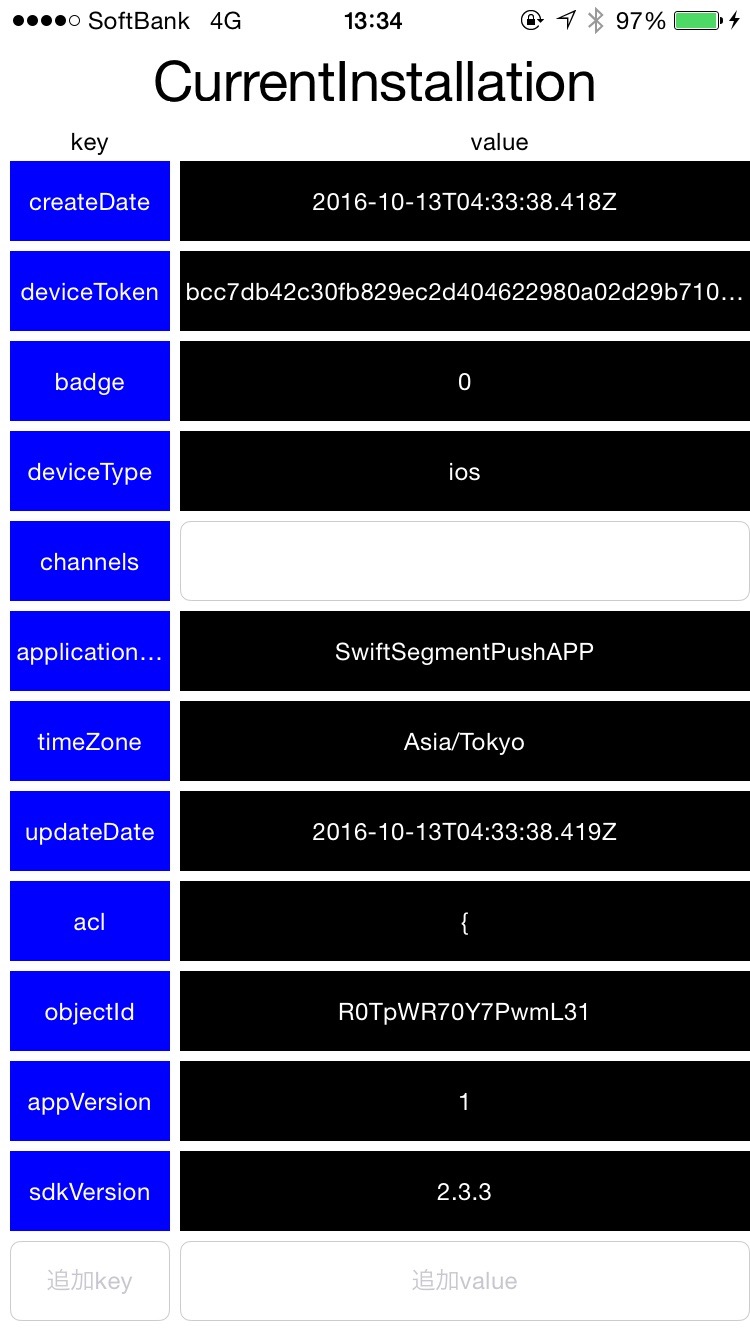 SoftBank 4G 13:34 97%
CurrentInstallation
key value
createDate 2016-10-13T04:33:38.418Z
deviceToken bcc7db42c30fb829ec2d404622980a02d29b710...
badge 0
deviceType ios
channels
application... SwiftSegmentPushAPP
timeZone Asia/Tokyo
updateDate 2016-10-13T04:33:38.419Z
acl {
objectId R0TpWR70Y7PwmL31
appVersion 1
sdkVersion 2.3.3
追加key 追加value